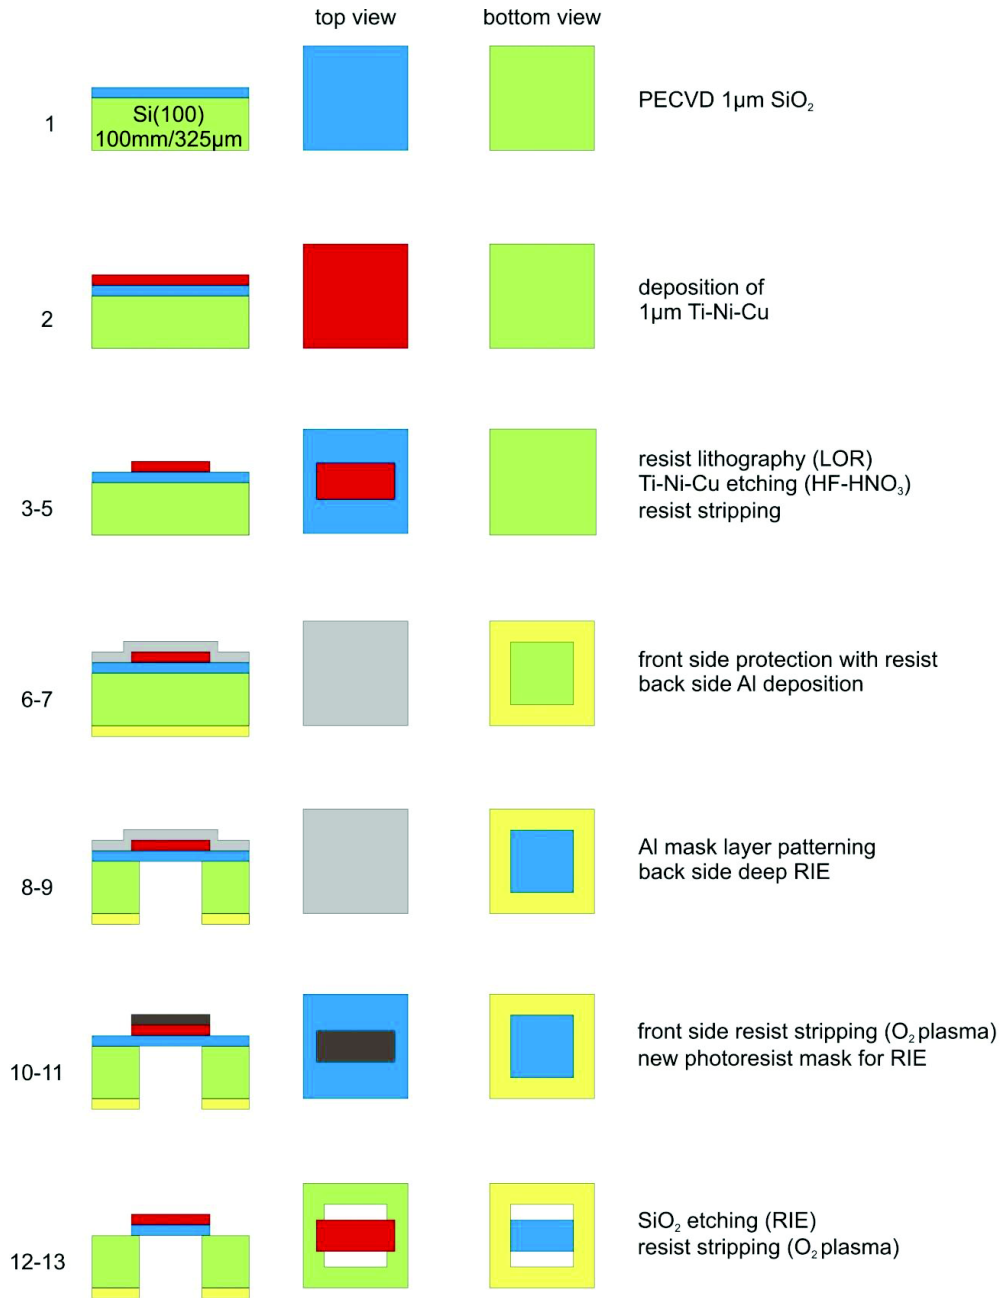 top view
bottom view
1
Si(100)
100mm/325µm
PECVD 1µm SiO₂
2
deposition of
1µm Ti-Ni-Cu
3-5
resist lithography (LOR)
Ti-Ni-Cu etching (HF-HNO₃)
resist stripping
6-7
front side protection with resist
back side Al deposition
8-9
Al mask layer patterning
back side deep RIE
10-11
front side resist stripping (O₂ plasma)
new photoresist mask for RIE
12-13
SiO₂ etching (RIE)
resist stripping (O₂ plasma)